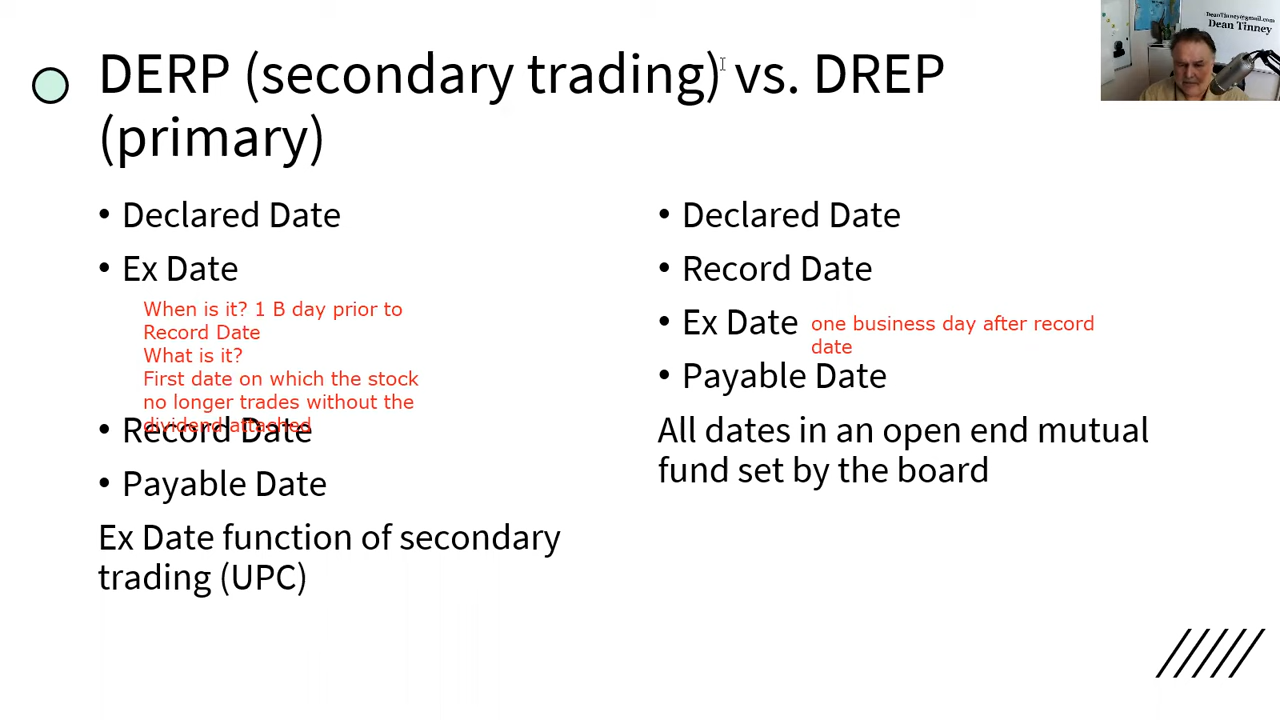 DERP (secondary trading) vs. DREP
(primary)
• Declared Date
• Ex Date
When is it? 1 B day prior to
Record Date
What is it?
First date on which the stock
no longer trades without the
dividend attached
• Record Date
• Payable Date
Ex Date function of secondary
trading (UPC)
• Declared Date
• Record Date
• Ex Date one business day after record
date
• Payable Date
All dates in an open end mutual
fund set by the board
DeanTinney@gmail.com
Dean Tinney